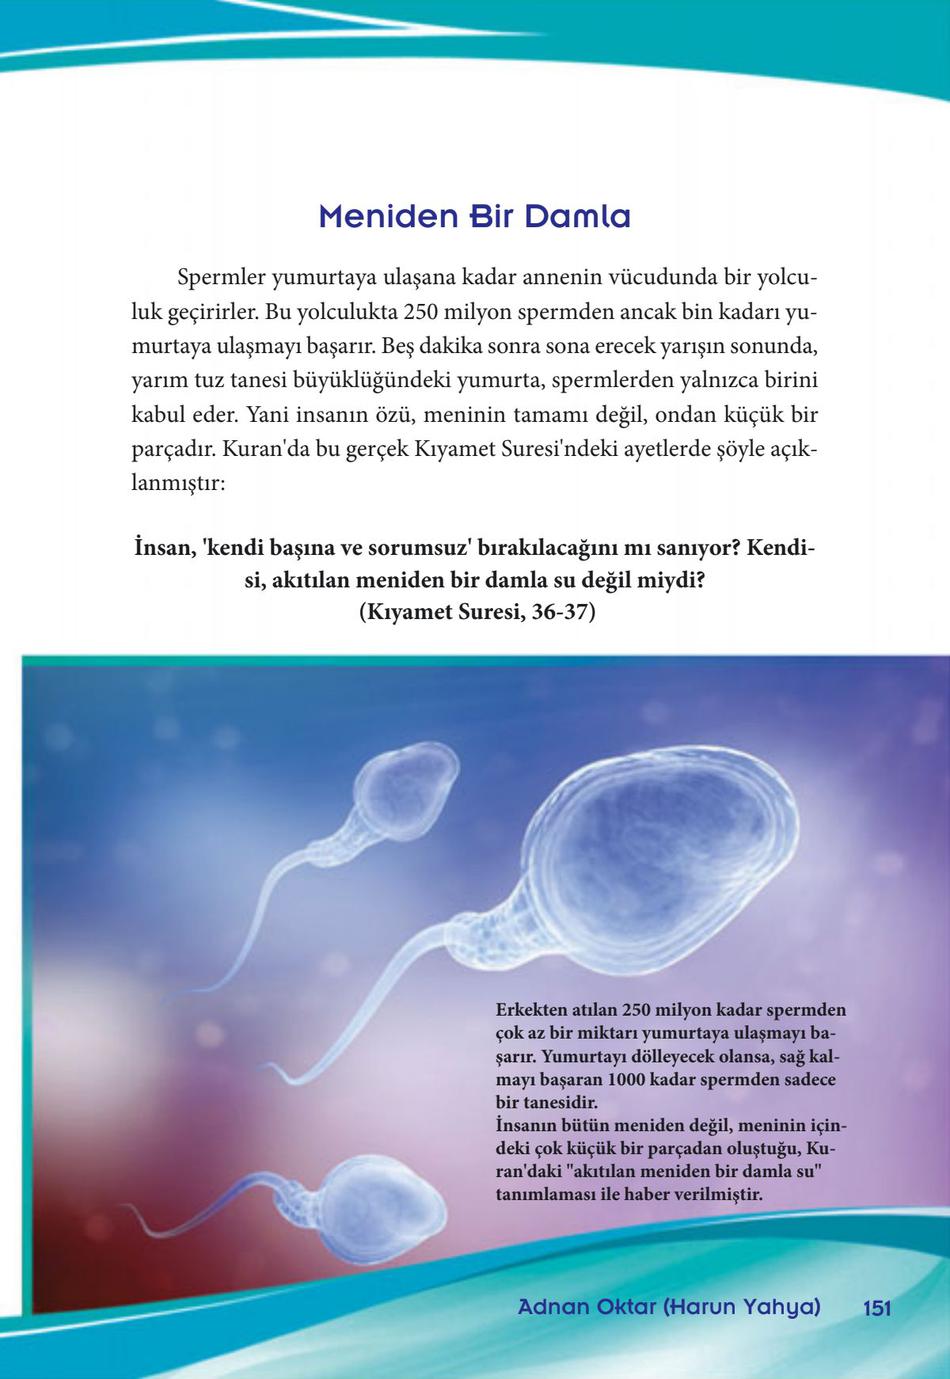 Meniden Bir Damla
Spermler yumurtaya ulaşana kadar annenin vücudunda bir yolcu-
luk geçirirler. Bu yolculukta 250 milyon spermden ancak bin kadarı yu-
murtaya ulaşmayı başarır. Beş dakika sonra sona erecek yarışın sonunda,
yarım tuz tanesi büyüklüğündeki yumurta, spermlerden yalnızca birini
kabul eder. Yani insanın özü, meninin tamamı değil, ondan küçük bir
parçadır. Kuran'da bu gerçek Kıyamet Suresi'ndeki ayetlerde şöyle açık-
lanmıştır:
İnsan, 'kendi başına ve sorumsuz' bırakılacağını mı sanıyor? Kendi-
si, akıtılan meniden bir damla su değil miydi?
(Kıyamet Suresi, 36-37)
Erkekten atılan 250 milyon kadar spermden
çok az bir miktarı yumurtaya ulaşmayı ba-
şarır. Yumurtayı dölleyecek olansa, sağ kal-
mayı başaran 1000 kadar spermden sadece
bir tanesidir.
İnsanın bütün meniden değil, meninin için-
deki çok küçük bir parçadan oluştuğu, Ku-
ran'daki "akıtılan meniden bir damla su"
tanımlaması ile haber verilmiştir.
Adnan Oktar (Harun Yahya) 151